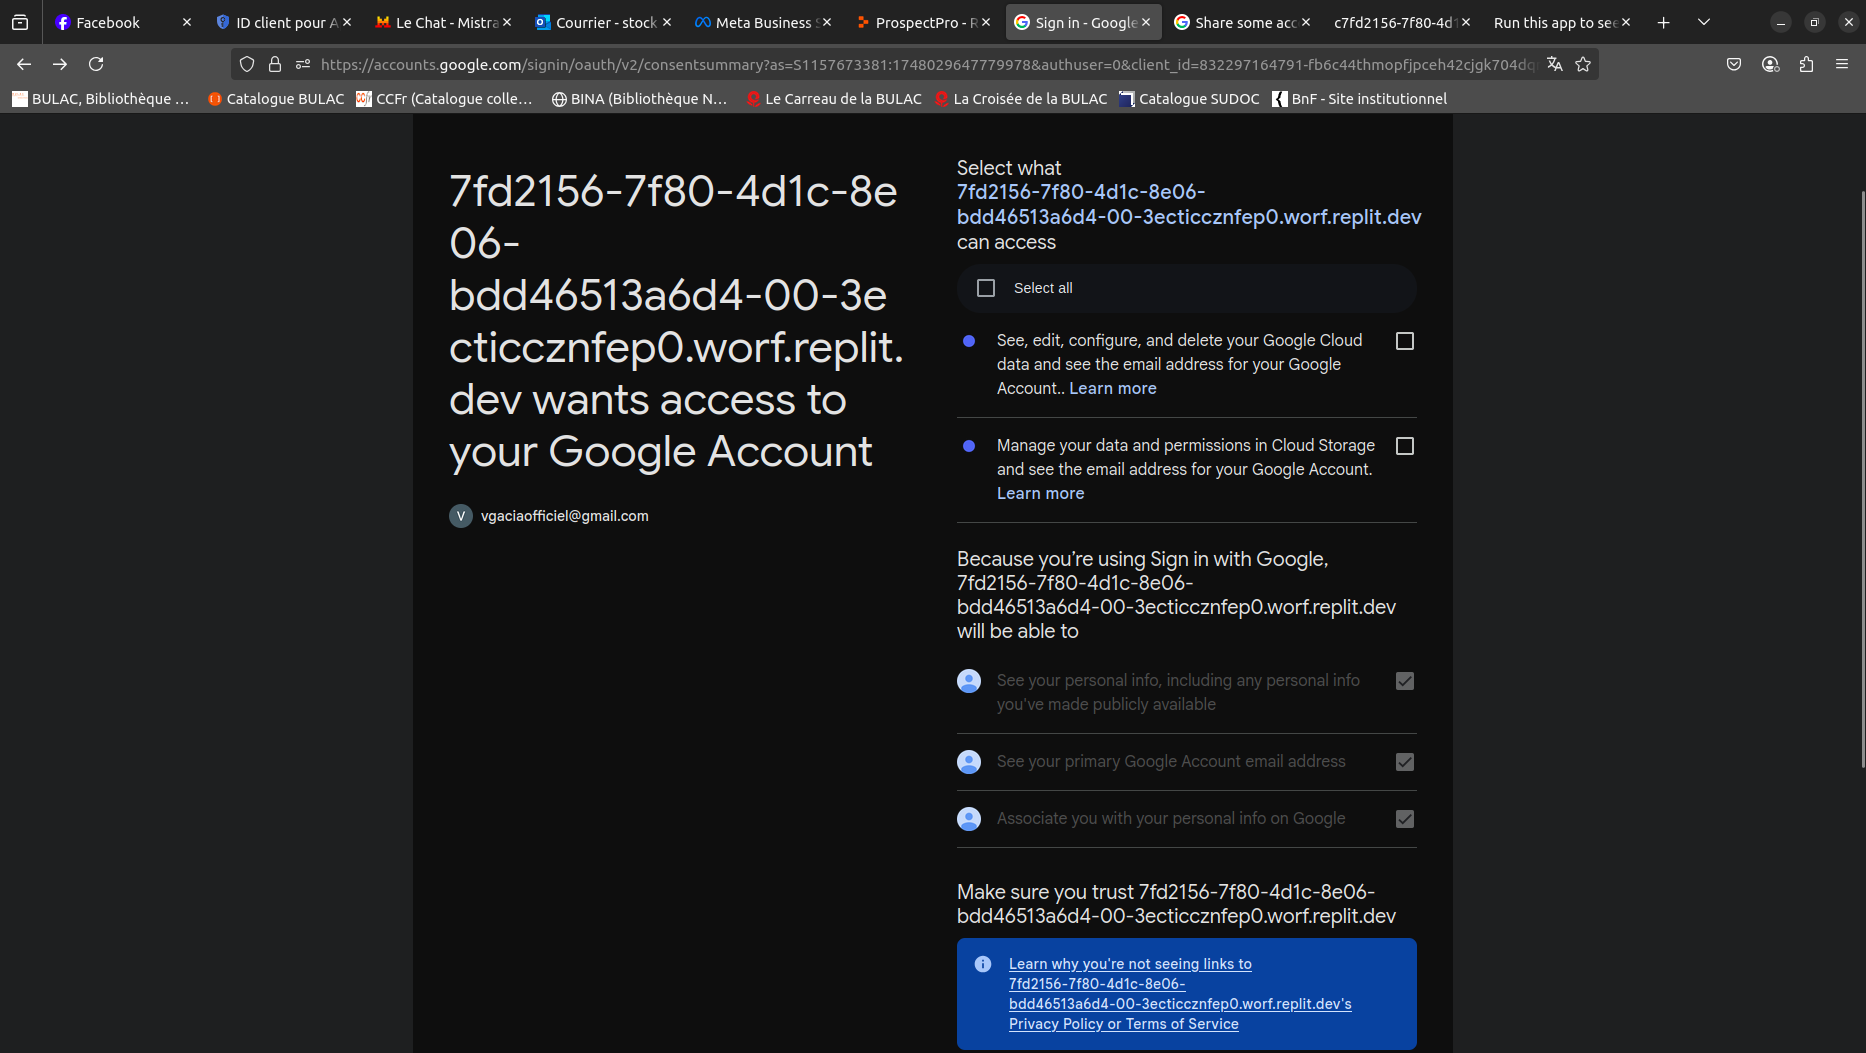 Facebook
ID client pour A
Le Chat - Mistra
Courrier - stock
Meta Business S
ProspectPro - R
Sign in - Google
Share some acc
c7fd2156-7f80-4d1
Run this app to see
https://accounts.google.com/signin/oauth/v2/consentsummary?as=S1157673381:1748029647779978&authuser=0&client_id=832297164791-fb6c44thmopfjpceh42cjgk704dq
BULAC, Bibliothèque ...
Catalogue BULAC
CCFr (Catalogue colle...
BINA (Bibliothèque N...
Le Carreau de la BULAC
La Croisée de la BULAC
Catalogue SUDOC
BnF - Site institutionnel
7fd2156-7f80-4d1c-8e
06-
bdd46513a6d4-00-3e
cticcznfep0.worf.replit.
dev wants access to
your Google Account
V vgaciaofficiel@gmail.com
Select what
7fd2156-7f80-4d1c-8e06-
bdd46513a6d4-00-3ecticcznfep0.worf.replit.dev
can access
Select all
See, edit, configure, and delete your Google Cloud
data and see the email address for your Google
Account.. Learn more
Manage your data and permissions in Cloud Storage
and see the email address for your Google Account.
Learn more
Because you're using Sign in with Google,
7fd2156-7f80-4d1c-8e06-
bdd46513a6d4-00-3ecticcznfep0.worf.replit.dev
will be able to
See your personal info, including any personal info
you've made publicly available
See your primary Google Account email address
Associate you with your personal info on Google
Make sure you trust 7fd2156-7f80-4d1c-8e06-
bdd46513a6d4-00-3ecticcznfep0.worf.replit.dev
Learn why you're not seeing links to
7fd2156-7f80-4d1c-8e06-
bdd46513a6d4-00-3ecticcznfep0.worf.replit.dev's
Privacy Policy or Terms of Service